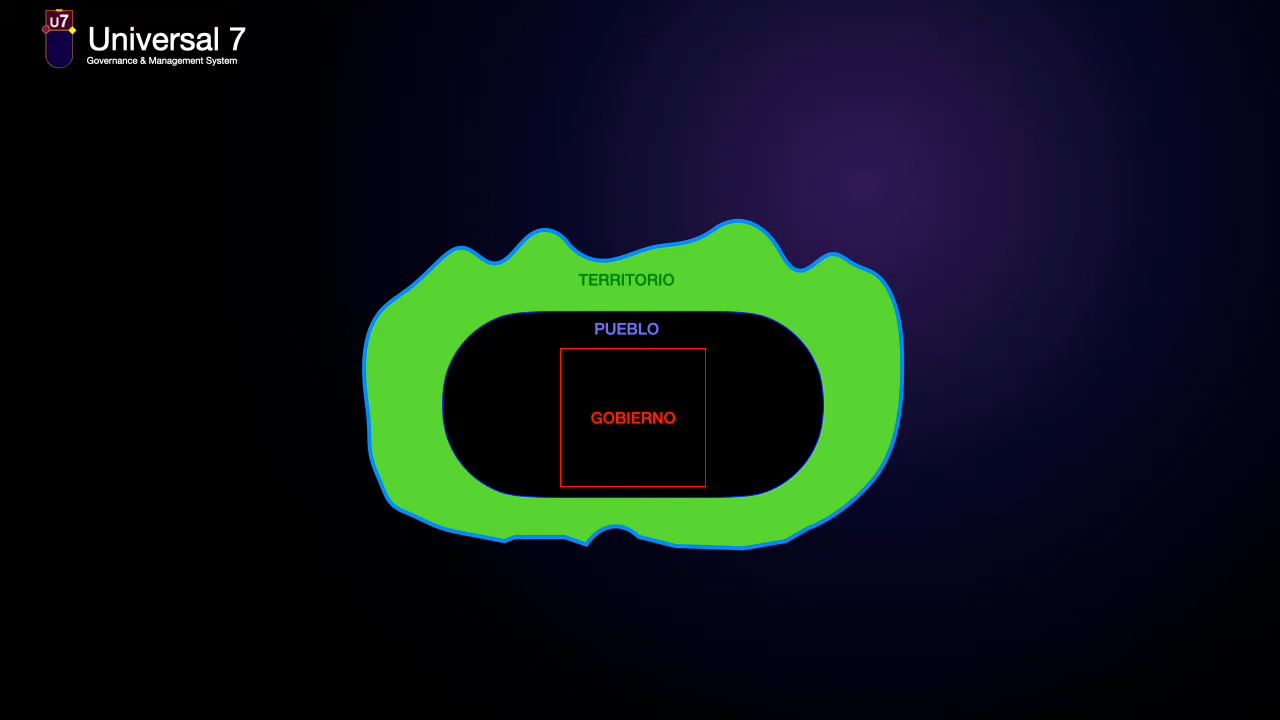 U7
Universal 7
Governance & Management System
TERRITORIO
PUEBLO
GOBIERNO